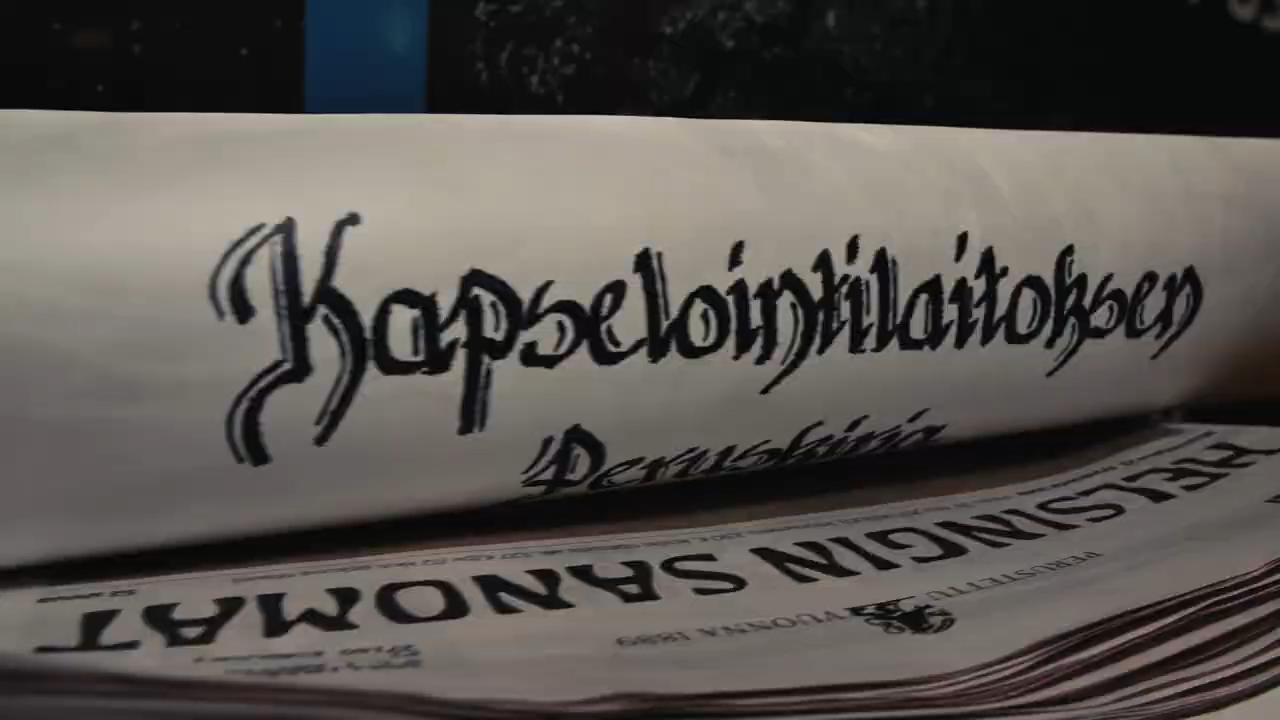 Kapselointilaitoksen
Peruskirja
HELSINGIN SANOMAT
PERUSTETTU VUONNA 1889